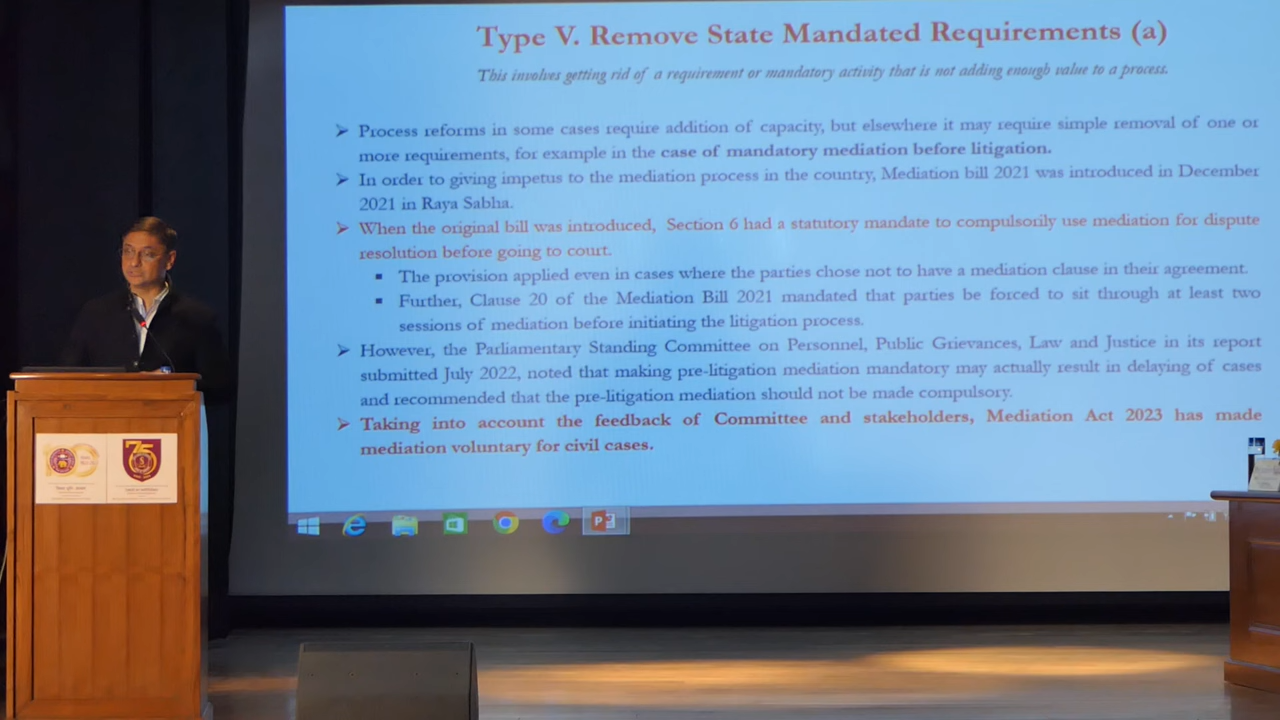 Type V. Remove State Mandated Requirements (a)
This involves getting rid of a requirement or mandatory activity that is not adding enough value to a process.
➢ Process reforms in some cases require addition of capacity, but elsewhere it may require simple removal of one or
more requirements, for example in the case of mandatory mediation before litigation.
➢ In order to giving impetus to the mediation process in the country, Mediation bill 2021 was introduced in December
2021 in Raya Sabha.
➢ When the original bill was introduced, Section 6 had a statutory mandate to compulsorily use mediation for dispute
resolution before going to court.
▪ The provision applied even in cases where the parties chose not to have a mediation clause in their agreement.
▪ Further, Clause 20 of the Mediation Bill 2021 mandated that parties be forced to sit through at least two
sessions of mediation before initiating the litigation process.
➢ However, the Parliamentary Standing Committee on Personnel, Public Grievances, Law and Justice in its report
submitted July 2022, noted that making pre-litigation mediation mandatory may actually result in delaying of cases
and recommended that the pre-litigation mediation should not be made compulsory.
➢ Taking into account the feedback of Committee and stakeholders, Mediation Act 2023 has made
mediation voluntary for civil cases.
75